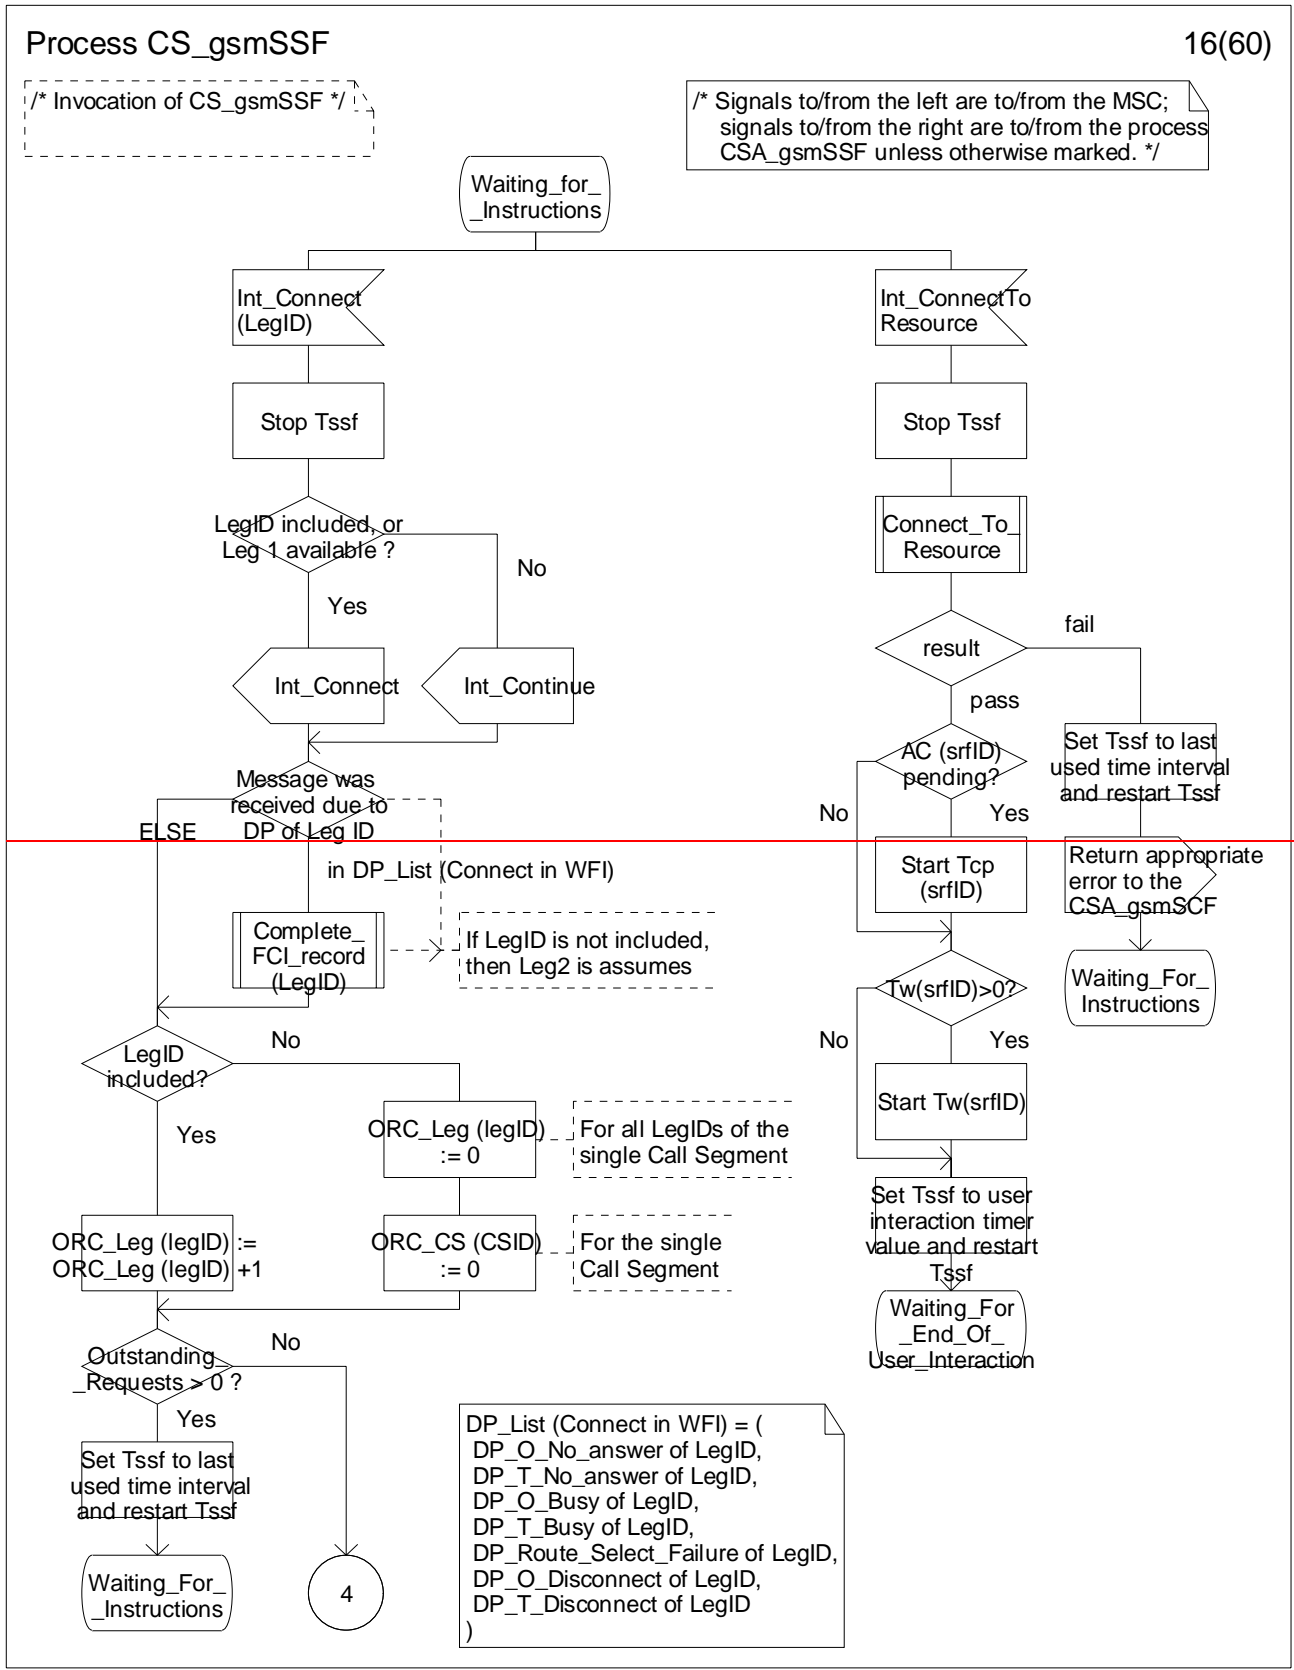 Process CS_gsmSSF
16(60)
/* Invocation of CS_gsmSSF */
/* Signals to/from the left are to/from the MSC;
signals to/from the right are to/from the process
CSA_gsmSSF unless otherwise marked. */
Waiting_for_
_Instructions
Int_Connect
(LegID)
Stop Tssf
LegID included, or
Leg 1 available ?
No
Yes
Int_Connect
Int_Continue
Message was
received due to
DP of Leg ID
ELSE
in DP_List (Connect in WFI)
Complete_
FCI_record
(LegID)
If LegID is not included,
then Leg2 is assumes
LegID
included?
No
Yes
ORC_Leg (legID)
:= 0
For all LegIDs of the
single Call Segment
ORC_Leg (legID) :=
ORC_Leg (legID) +1
ORC_CS (CSID)
:= 0
For the single
Call Segment
Outstanding_
_Requests > 0 ?
No
Yes
Set Tssf to last
used time interval
and restart Tssf
Waiting_For_
_Instructions
4
Int_ConnectTo
Resource
Stop Tssf
Connect_To_
Resource
result
fail
pass
AC (srfID)
pending?
No
Yes
Set Tssf to last
used time interval
and restart Tssf
Start Tcp
(srfID)
Return appropriate
error to the
CSA_gsmSCF
Waiting_For_
Instructions
Tw(srfID)>0?
No
Yes
Start Tw(srfID)
Set Tssf to user
interaction timer
value and restart
Tssf
Waiting_For
_End_Of_
User_Interaction
DP_List (Connect in WFI) = (
DP_O_No_answer of LegID,
DP_T_No_answer of LegID,
DP_O_Busy of LegID,
DP_T_Busy of LegID,
DP_Route_Select_Failure of LegID,
DP_O_Disconnect of LegID,
DP_T_Disconnect of LegID
)